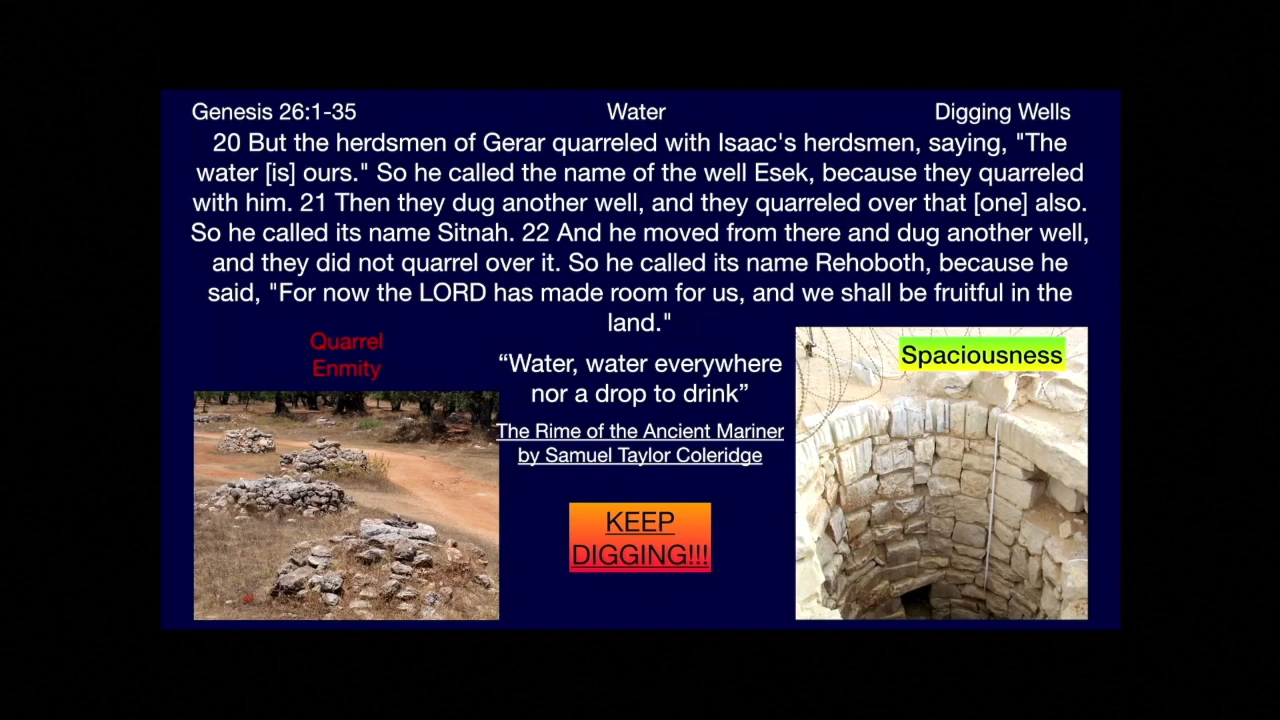 Genesis 26:1-35
Water
Digging Wells
20 But the herdsmen of Gerar quarreled with Isaac's herdsmen, saying, "The
water [is] ours." So he called the name of the well Esek, because they quarreled
with him. 21 Then they dug another well, and they quarreled over that [one] also.
So he called its name Sitnah. 22 And he moved from there and dug another well,
and they did not quarrel over it. So he called its name Rehoboth, because he
said, "For now the LORD has made room for us, and we shall be fruitful in the
land."
Quarrel
Enmity
“Water, water everywhere
nor a drop to drink”
The Rime of the Ancient Mariner
by Samuel Taylor Coleridge
KEEP
DIGGING!!!
Spaciousness